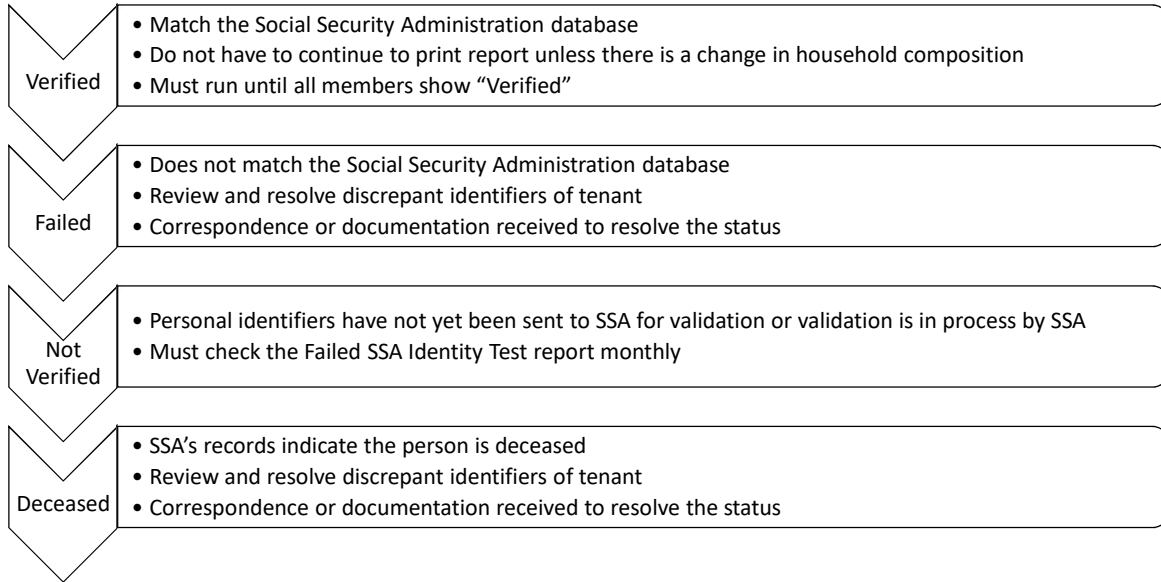 Verified
• Match the Social Security Administration database
• Do not have to continue to print report unless there is a change in household composition
• Must run until all members show “Verified”
Failed
• Does not match the Social Security Administration database
• Review and resolve discrepant identifiers of tenant
• Correspondence or documentation received to resolve the status
Not
Verified
• Personal identifiers have not yet been sent to SSA for validation or validation is in process by SSA
• Must check the Failed SSA Identity Test report monthly
Deceased
• SSA’s records indicate the person is deceased
• Review and resolve discrepant identifiers of tenant
• Correspondence or documentation received to resolve the status